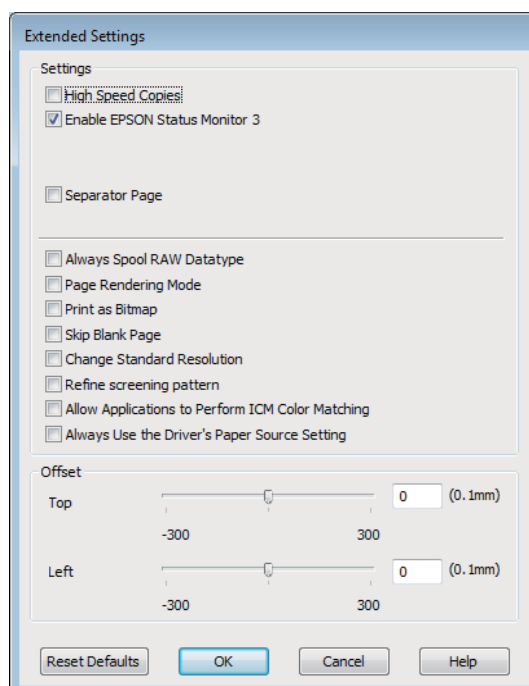 Extended Settings
Settings
High Speed Copies
Enable EPSON Status Monitor 3
Separator Page
Always Spool RAW Datatype
Page Rendering Mode
Print as Bitmap
Skip Blank Page
Change Standard Resolution
Refine screening pattern
Allow Applications to Perform ICM Color Matching
Always Use the Driver's Paper Source Setting
Offset
Top 0 (0.1mm)
-300 300
Left 0 (0.1mm)
-300 300
Reset Defaults OK Cancel Help